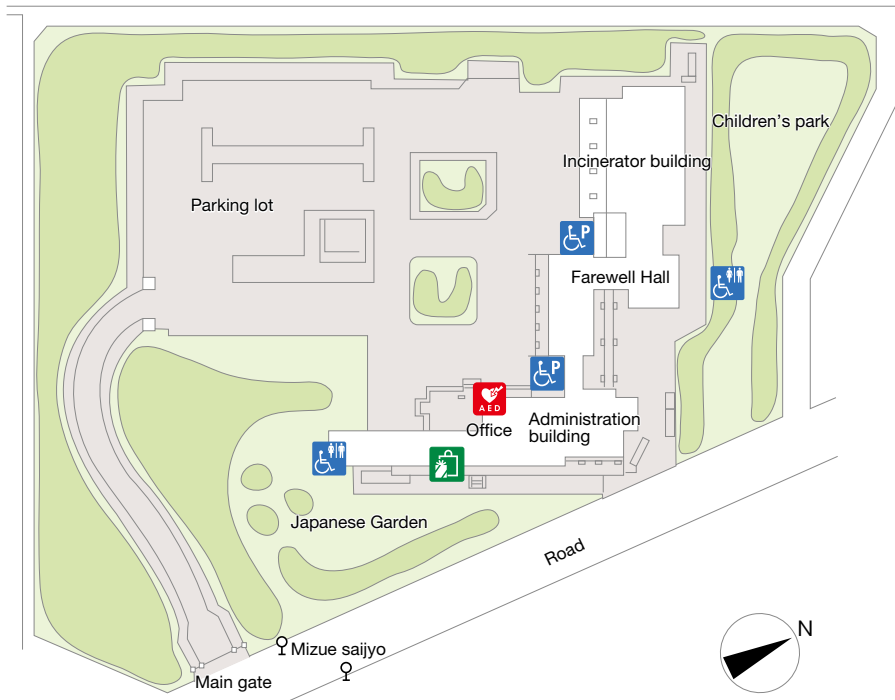 Children's park
Incinerator building
Parking lot
P
Farewell Hall
P
AED
Office
Administration
building
Japanese Garden
Road
N
Mizue saijyo
Main gate